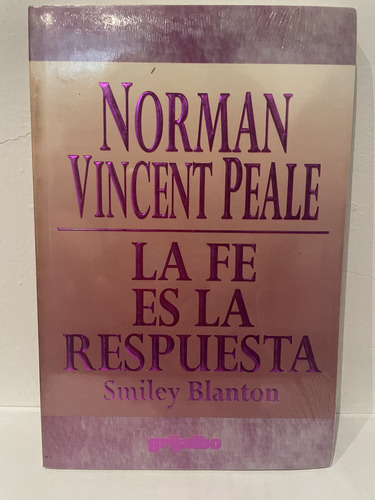 NORMAN
VINCENT PEALE
LA FE
ES LA
RESPUESTA
Smiley Blanton
grijalbo